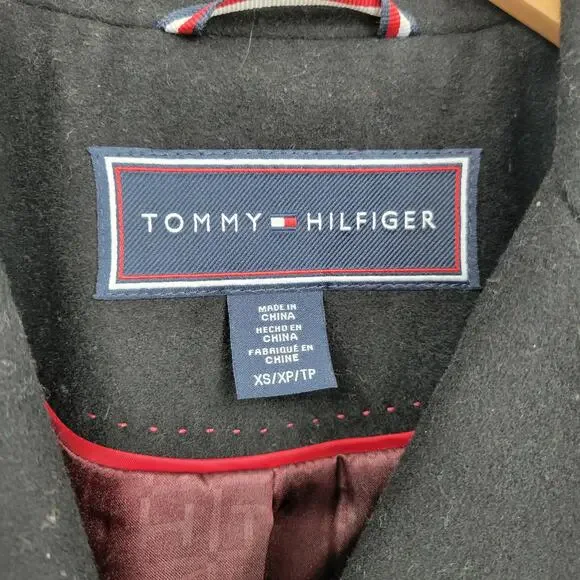 TOMMY HILFIGER
MADE IN
CHINA
HECHO EN
CHINA
FABRIQUÉ EN
CHINE
XS/XP/TP